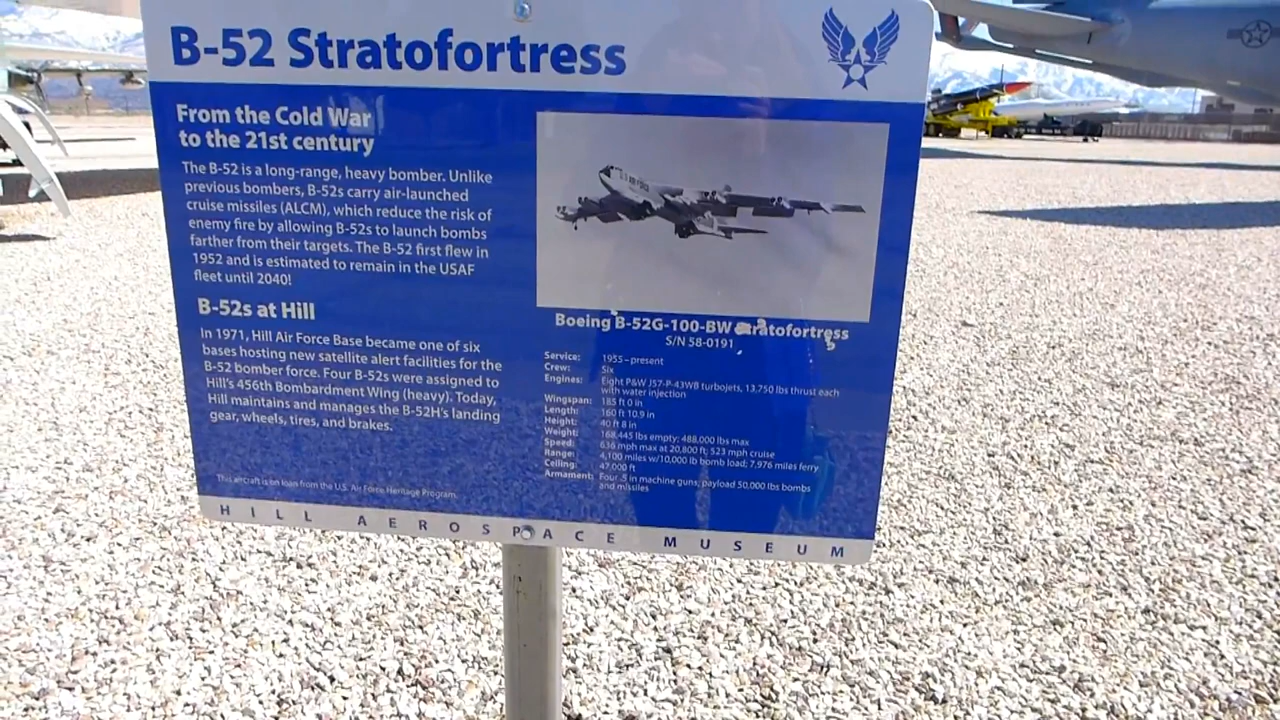 B-52 Stratofortress
From the Cold War
to the 21st century
The B-52 is a long-range, heavy bomber. Unlike
previous bombers, B-52s carry air-launched
cruise missiles (ALCM), which reduce the risk of
enemy fire by allowing B-52s to launch bombs
farther from their targets. The B-52 first flew in
1952 and is estimated to remain in the USAF
fleet until 2040!
B-52s at Hill
In 1971, Hill Air Force Base became one of six
bases hosting new satellite alert facilities for the
B-52 bomber force. Four B-52s were assigned to
Hill's 456th Bombardment Wing (heavy). Today,
Hill maintains and manages the B-52H's landing
gear, wheels, tires, and brakes.
This aircraft is on loan from the U.S. Air Force Heritage Program.
Boeing B-52G-100-BW Stratofortress
S/N 58-0191
Service: 1955–present
Crew: Six
Engines: Eight P&W J57-P-43WB turbojets, 13,750 lbs thrust each
with water injection
Wingspan: 185 ft 0 in
Length: 160 ft 10.9 in
Height: 40 ft 8 in
Weight: 168,445 lbs empty; 488,000 lbs max
Speed: 636 mph max at 20,800 ft; 523 mph cruise
Range: 4,100 miles w/10,000 lb bomb load; 7,976 miles ferry
Ceiling: 47,000 ft
Armament: Four .5 in machine guns; payload 50,000 lbs bombs
and missiles
HILL AEROSPACE MUSEUM